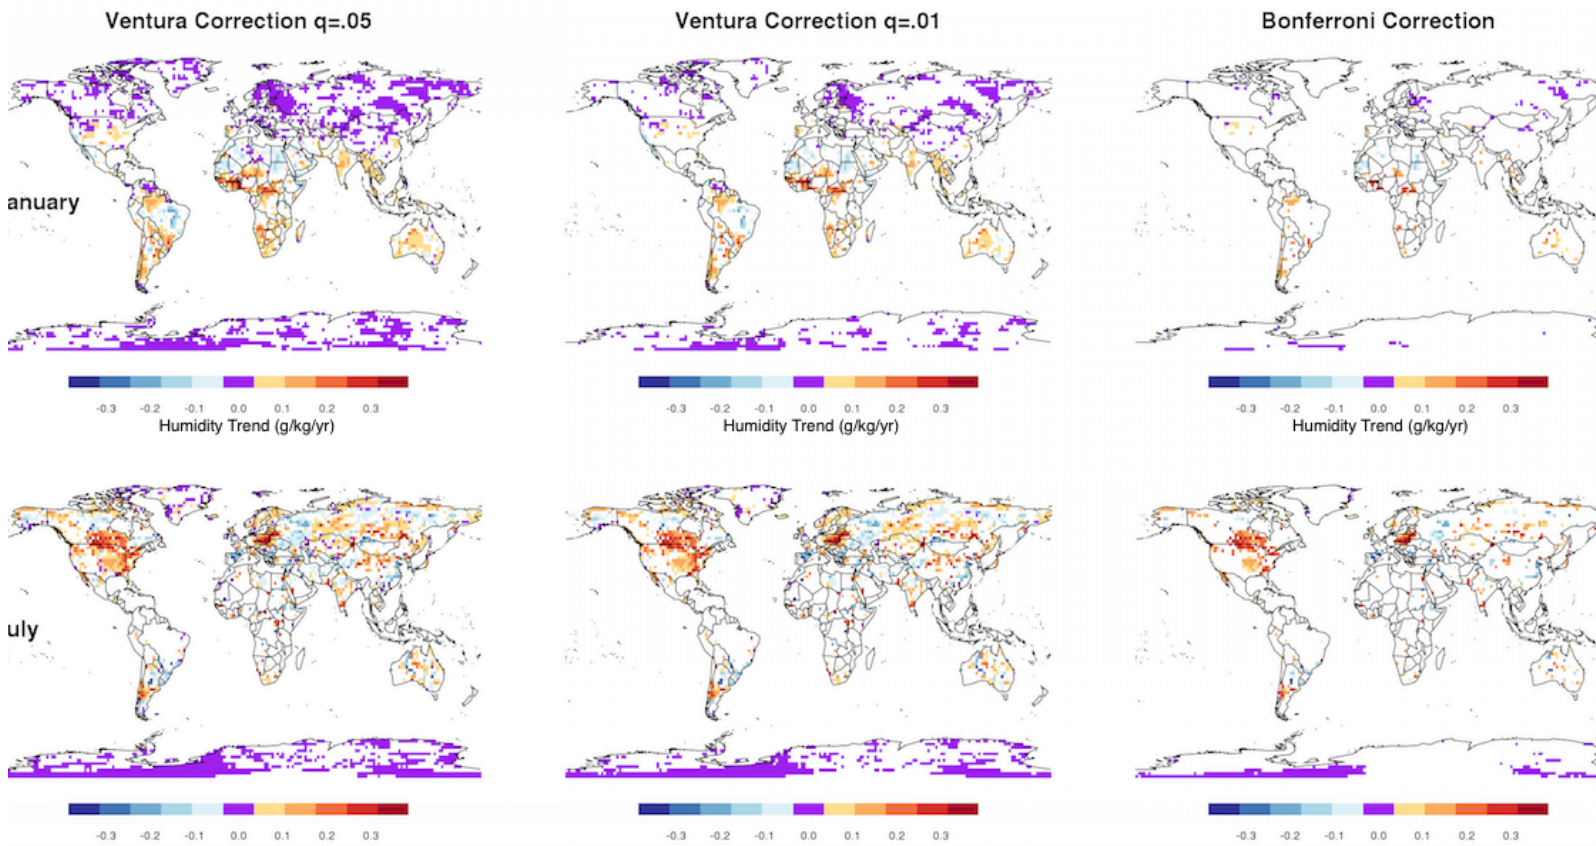 Ventura Correction q=.05 Ventura Correction q=.01 Bonferroni Correction
anuary
-0.3 -0.2 -0.1 0.0 0.1 0.2 0.3 -0.3 -0.2 -0.1 0.0 0.1 0.2 0.3 -0.3 -0.2 -0.1 0.0 0.1 0.2 0.3
Humidity Trend (g/kg/yr) Humidity Trend (g/kg/yr) Humidity Trend (g/kg/yr)
uly
-0.3 -0.2 -0.1 0.0 0.1 0.2 0.3 -0.3 -0.2 -0.1 0.0 0.1 0.2 0.3 -0.3 -0.2 -0.1 0.0 0.1 0.2 0.3